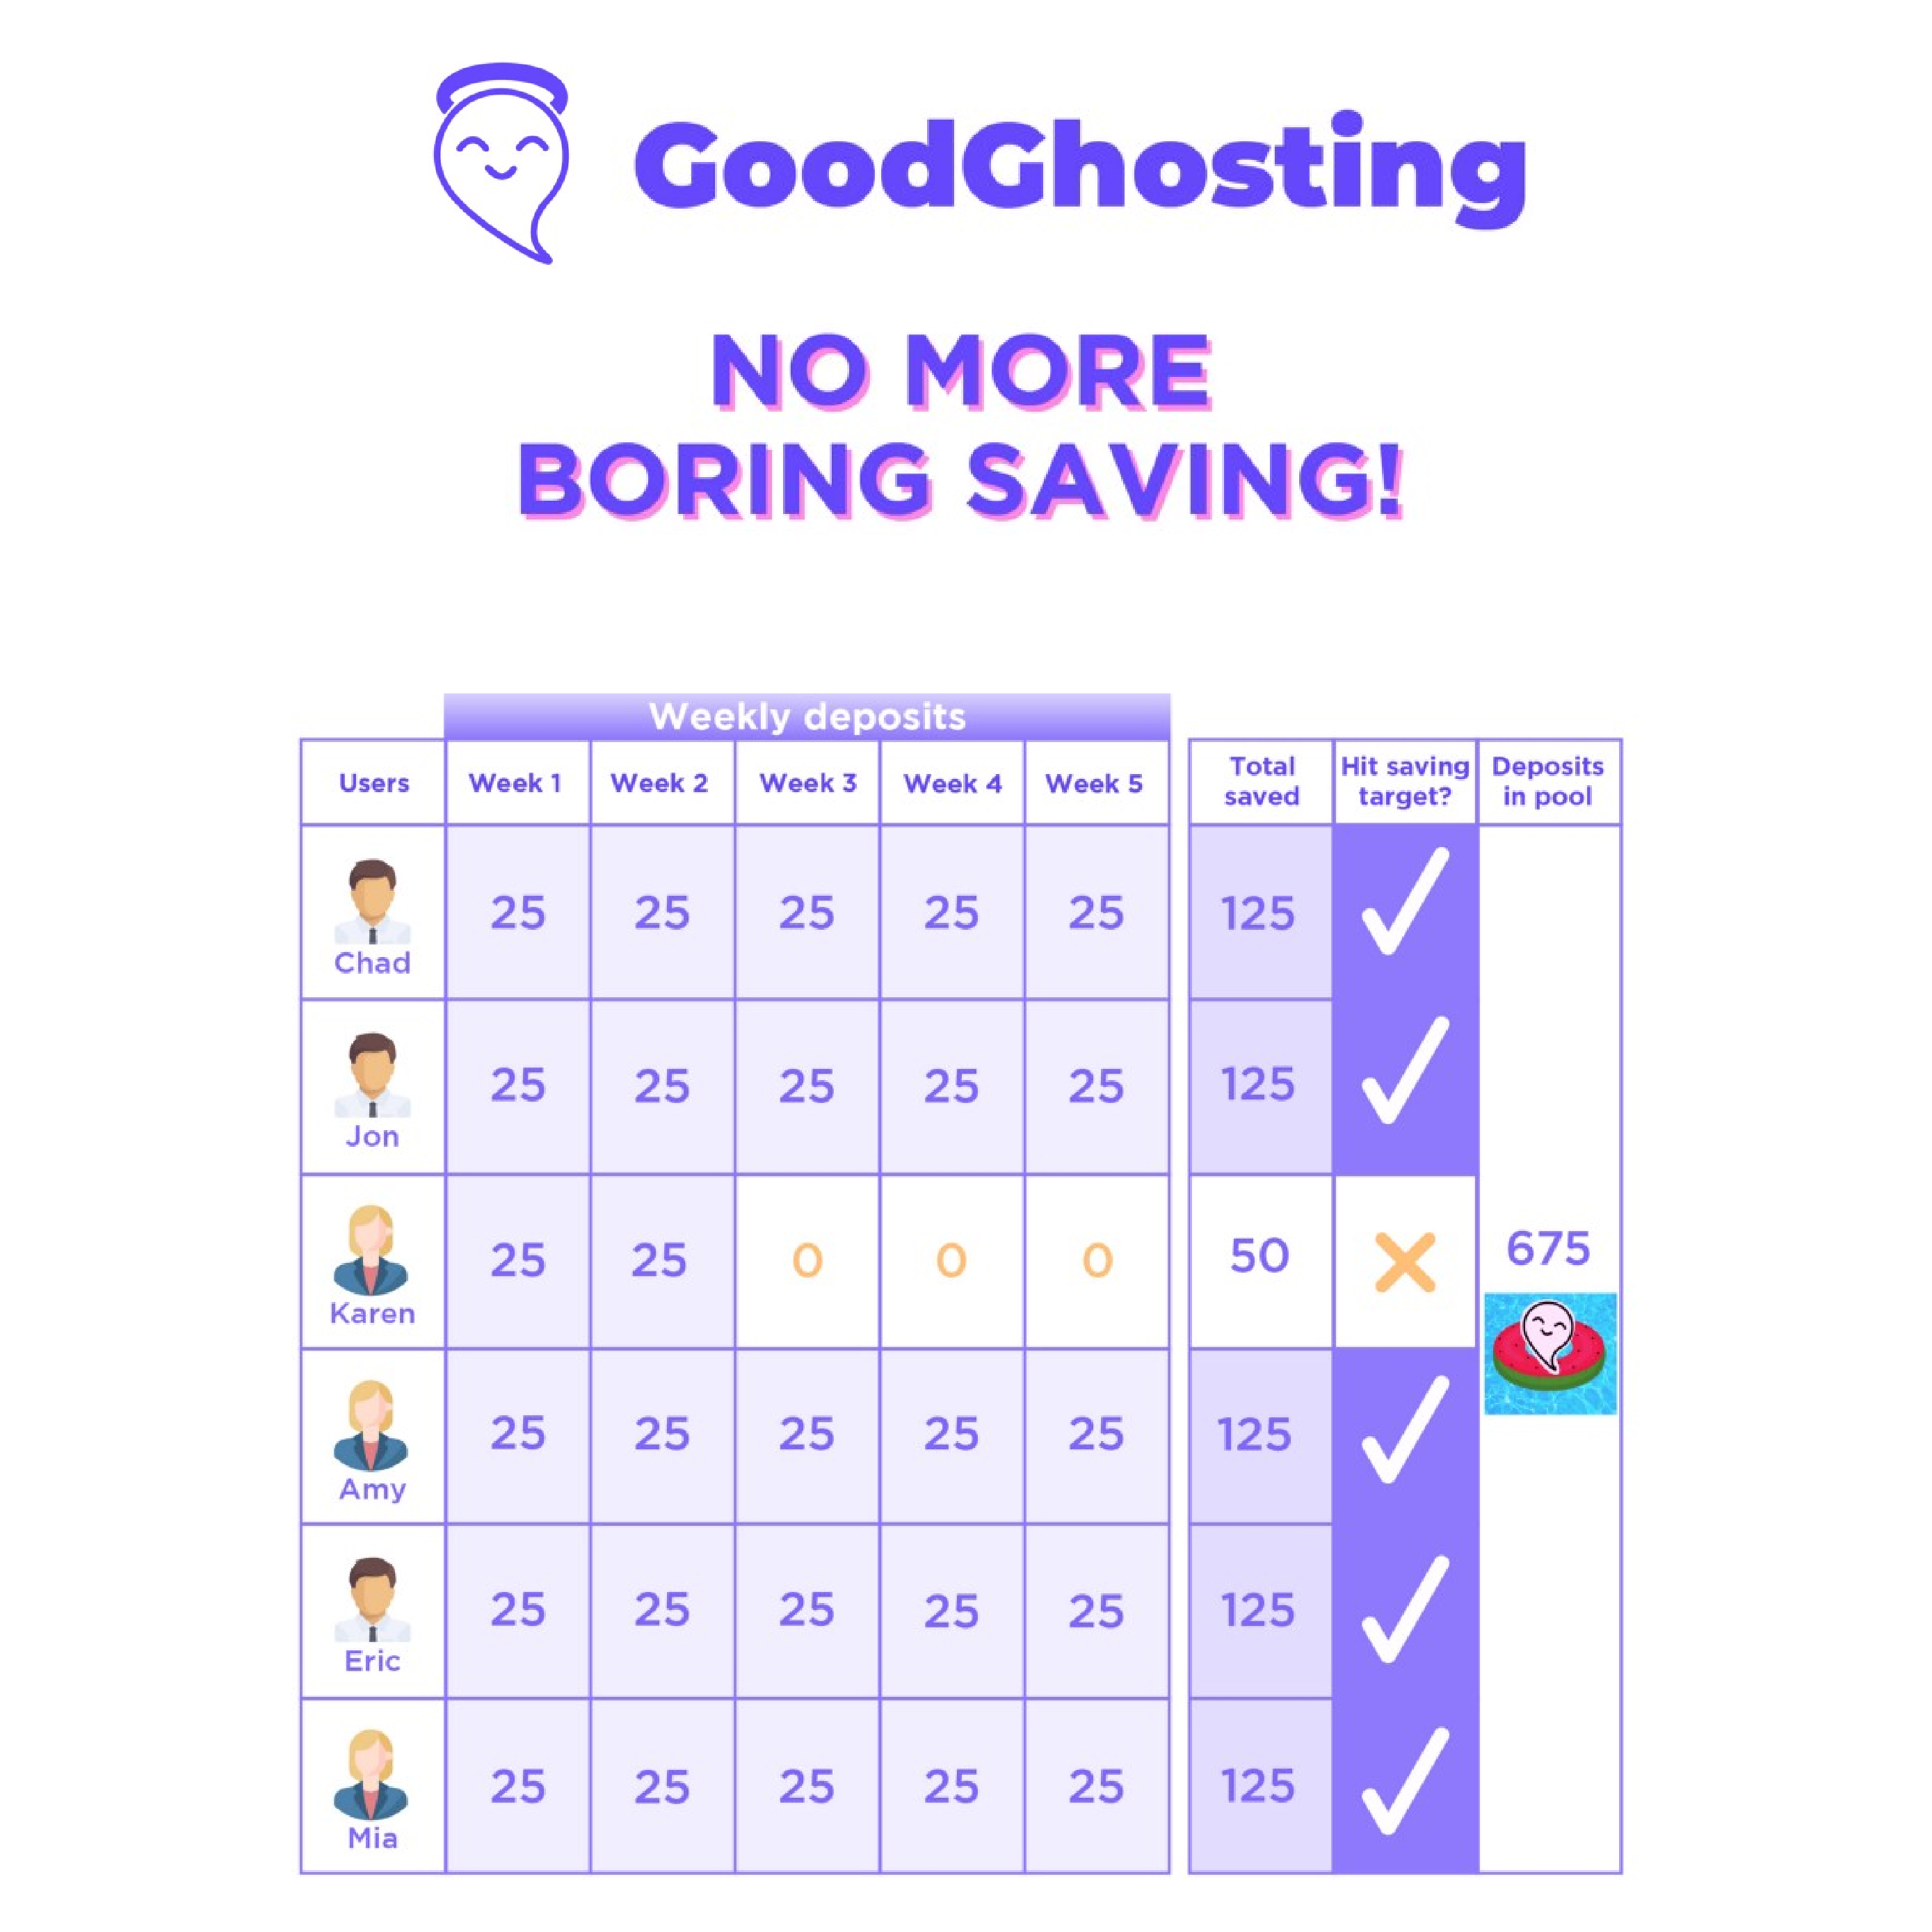 GoodGhosting
NO MORE
BORING SAVING!
Weekly deposits
Users Week 1 Week 2 Week 3 Week 4 Week 5 Total saved Hit saving target? Deposits in pool
Chad 25 25 25 25 25 125
Jon 25 25 25 25 25 125
Karen 25 25 0 0 0 50 675
Amy 25 25 25 25 25 125
Eric 25 25 25 25 25 125
Mia 25 25 25 25 25 125